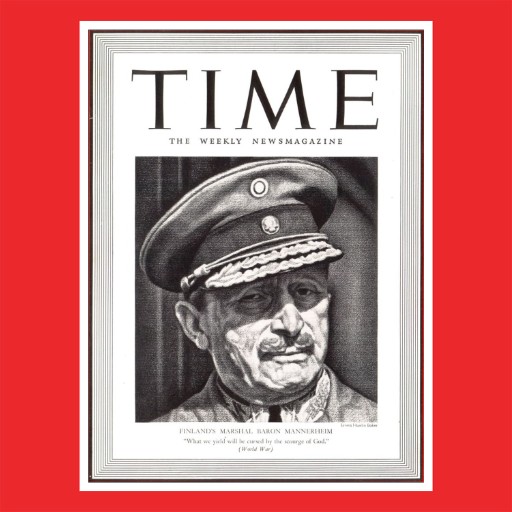 TIME
THE WEEKLY NEWSMAGAZINE
FINLAND'S MARSHAL BARON MANNERHEIM
"What we yield will be cursed by the scourge of God."
(World War)